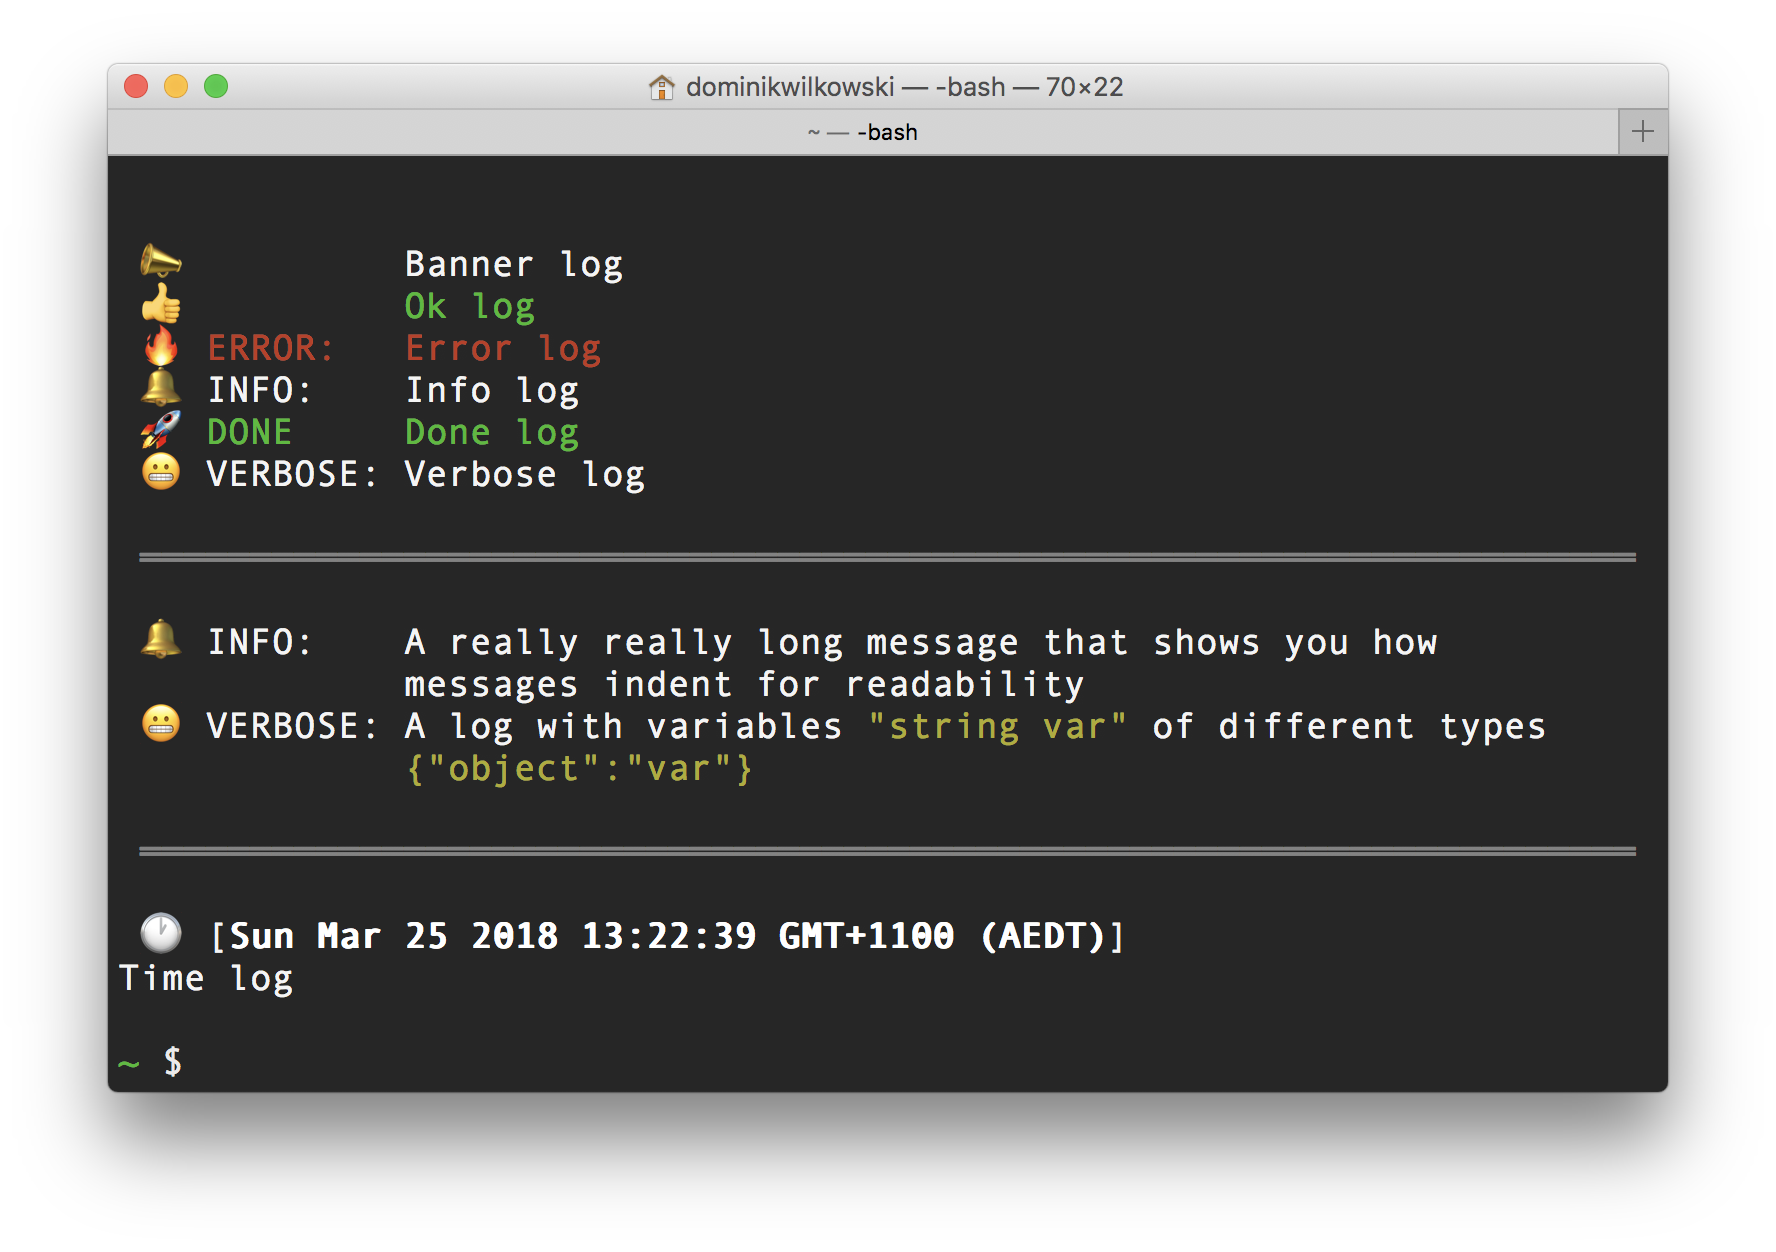 dominikwilkowski — -bash — 70×22
~ — -bash
Banner log
Ok log
ERROR: Error log
INFO: Info log
DONE Done log
VERBOSE: Verbose log
INFO: A really really long message that shows you how
messages indent for readability
VERBOSE: A log with variables "string var" of different types
{"object":"var"}
[Sun Mar 25 2018 13:22:39 GMT+1100 (AEDT)]
Time log
~ $